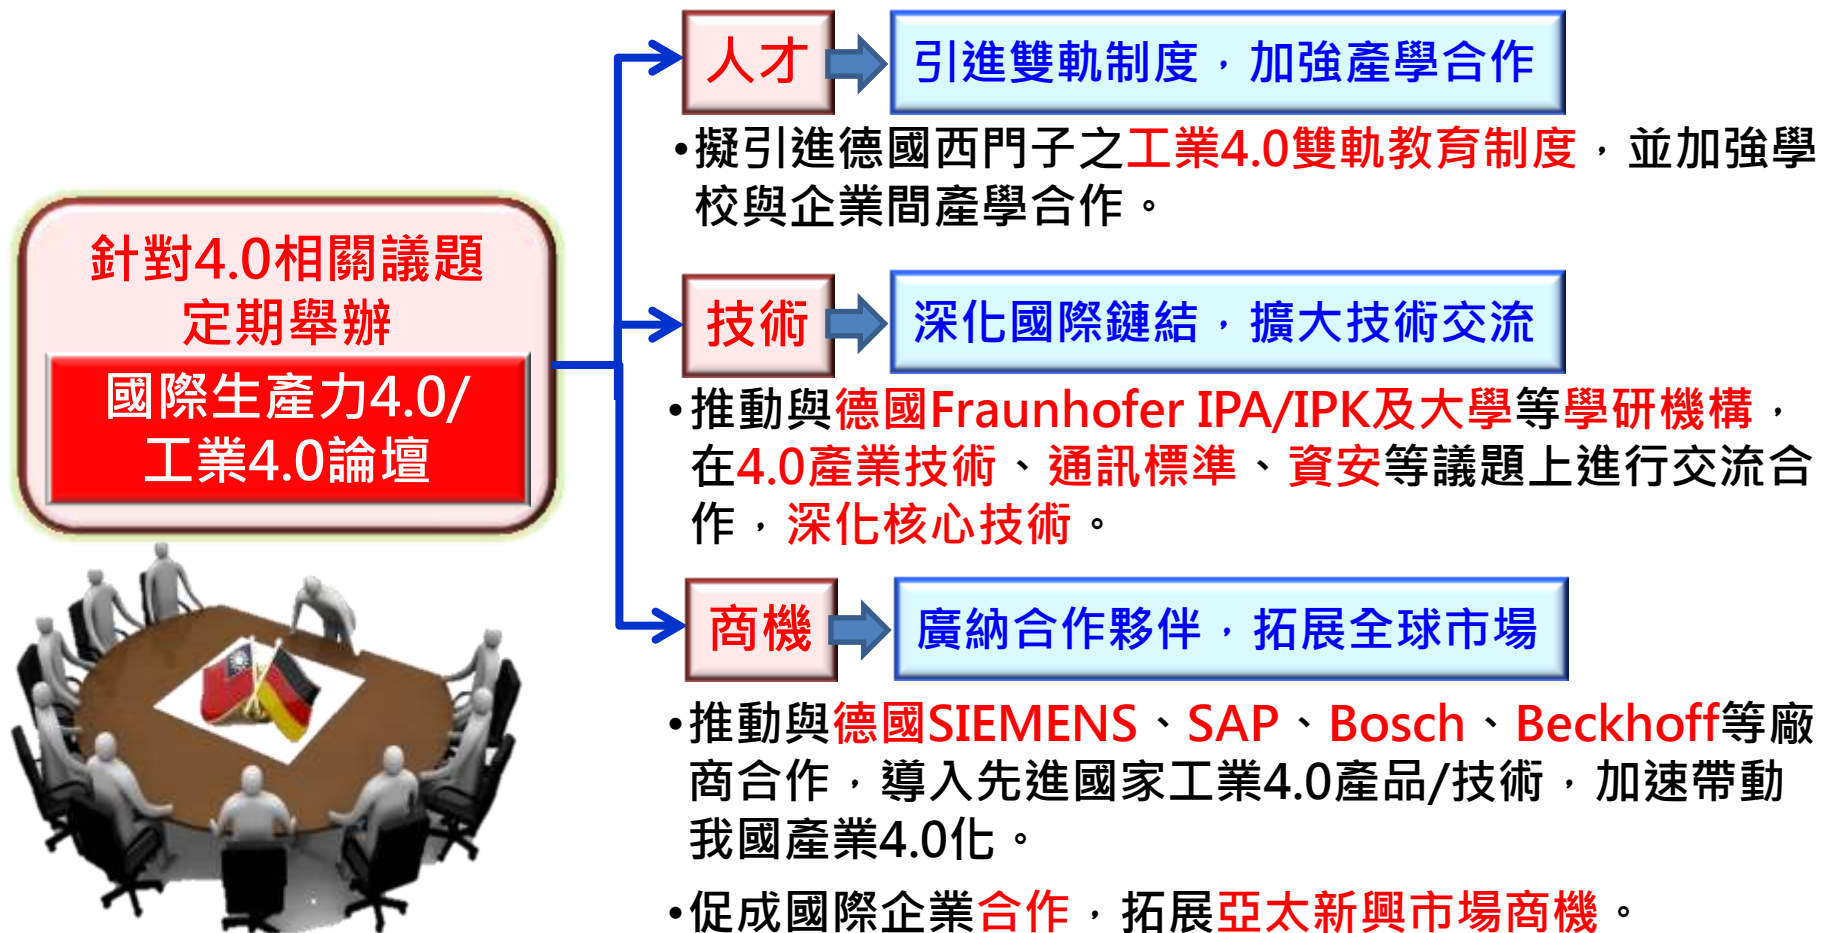 針對4.0相關議題
定期舉辦
國際生產力4.0/
工業4.0論壇
人才
引進雙軌制度，加強產學合作
•擬引進德國西門子之工業4.0雙軌教育制度，並加強學
校與企業間產學合作。
技術
深化國際鏈結，擴大技術交流
•推動與德國Fraunhofer IPA/IPK及大學等學研機構，
在4.0產業技術、通訊標準、資安等議題上進行交流合
作，深化核心技術。
商機
廣納合作夥伴，拓展全球市場
•推動與德國SIEMENS、SAP、Bosch、Beckhoff等廠
商合作，導入先進國家工業4.0產品/技術，加速帶動
我國產業4.0化。
•促成國際企業合作，拓展亞太新興市場商機。